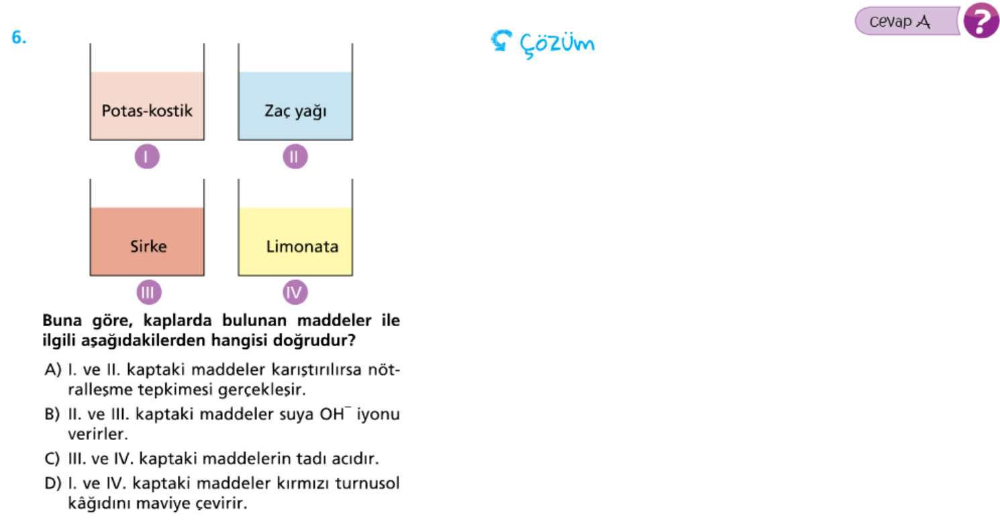 6.
Potas-kostik
Zaç yağı
I
II
Sirke
Limonata
III
IV
Buna göre, kaplarda bulunan maddeler ile
ilgili aşağıdakilerden hangisi doğrudur?
A) I. ve II. kaptaki maddeler karıştırılırsa nöt-
ralleşme tepkimesi gerçekleşir.
B) II. ve III. kaptaki maddeler suya OH⁻ iyonu
verirler.
C) III. ve IV. kaptaki maddelerin tadı acıdır.
D) I. ve IV. kaptaki maddeler kırmızı turnusol
kâğıdını maviye çevirir.
Çözüm
Cevap A
?